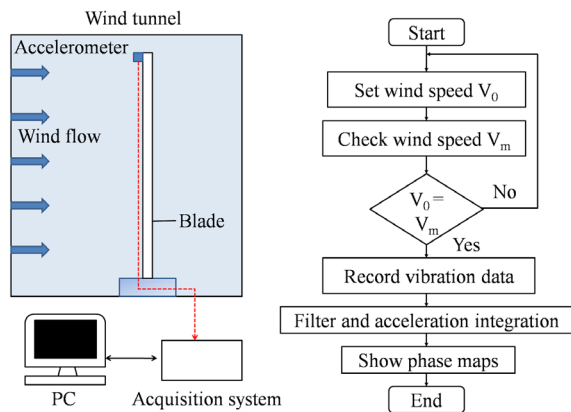 Wind tunnel
Accelerometer
Wind flow
Blade
PC
Acquisition system
Start
Set wind speed V₀
Check wind speed Vₘ
V₀ =
Vₘ
No
Yes
Record vibration data
Filter and acceleration integration
Show phase maps
End